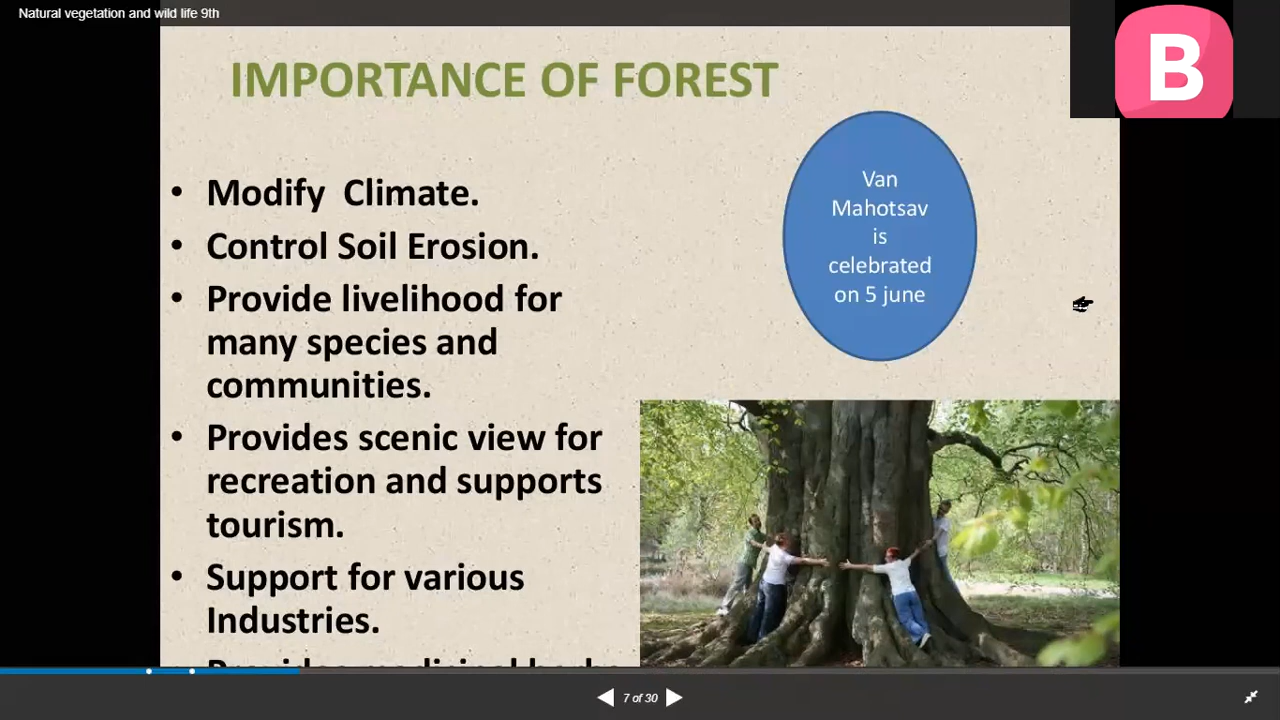 Natural vegetation and wild life 9th
B
IMPORTANCE OF FOREST
Van
Mahotsav
is
celebrated
on 5 june
• Modify Climate.
• Control Soil Erosion.
• Provide livelihood for
many species and
communities.
• Provides scenic view for
recreation and supports
tourism.
• Support for various
Industries.
7 of 30